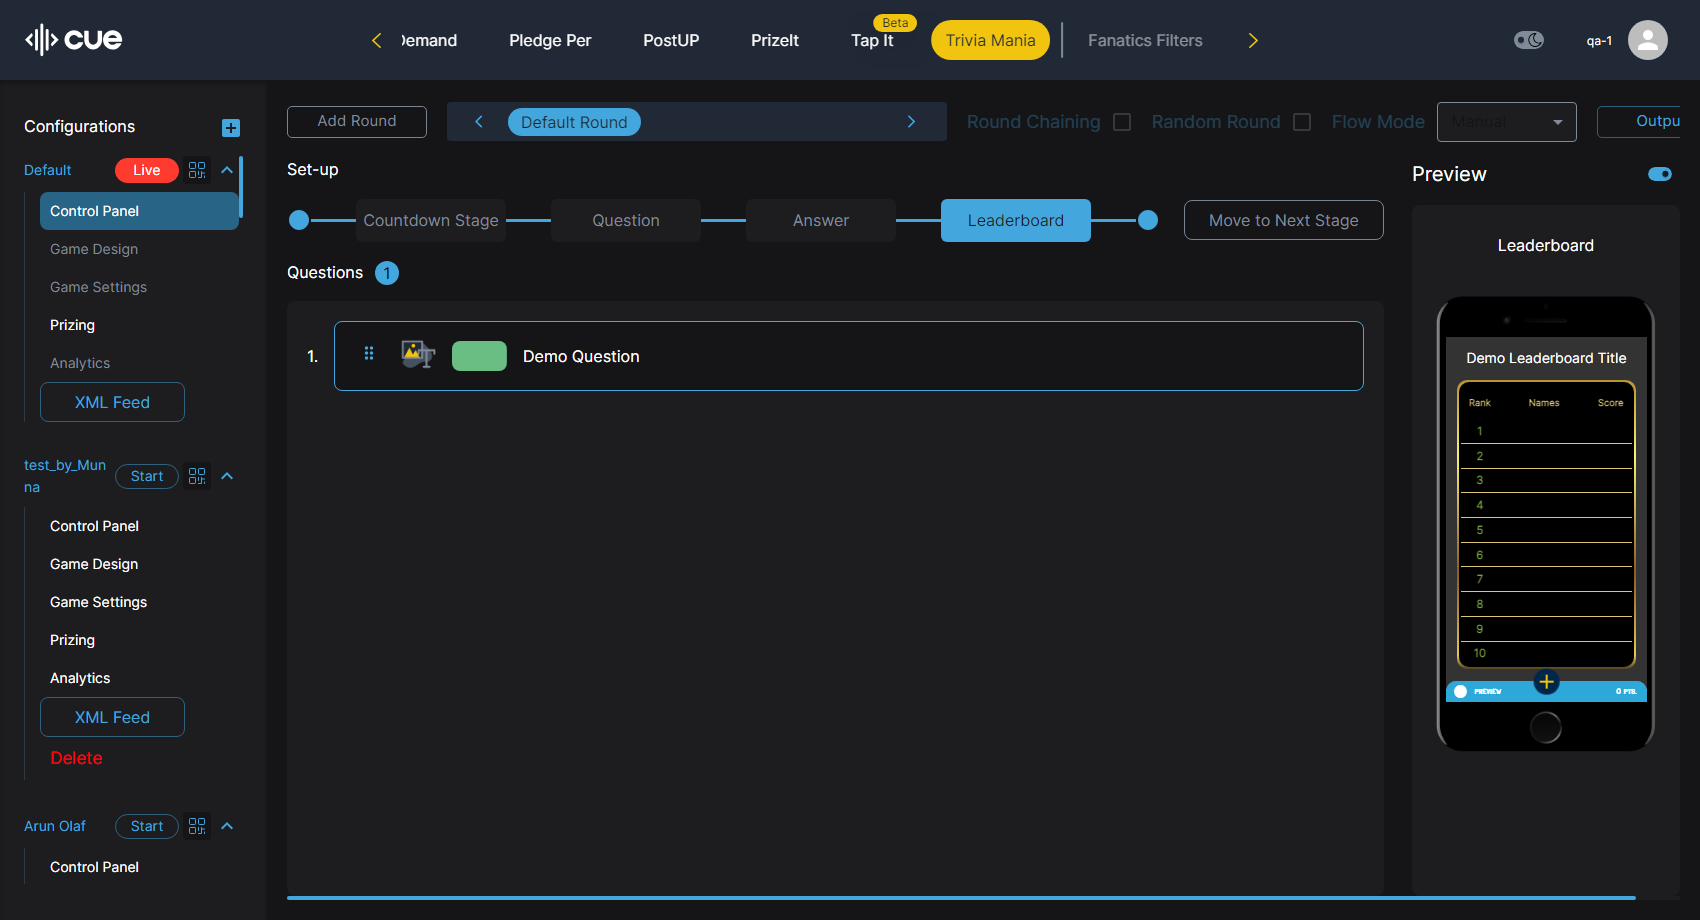 cue
Demand
Pledge Per
PostUP
PrizeIt
Tap It
Beta
Trivia Mania
Fanatics Filters
qa-1
Configurations
Default
Live
Control Panel
Game Design
Game Settings
Prizing
Analytics
XML Feed
test_by_Mun
na
Start
Control Panel
Game Design
Game Settings
Prizing
Analytics
XML Feed
Delete
Arun Olaf
Start
Control Panel
Add Round
Default Round
Round Chaining
Random Round
Flow Mode
Manual
Outpu
Set-up
Countdown Stage
Question
Answer
Leaderboard
Move to Next Stage
Questions 1
1.
Demo Question
Preview
Leaderboard
Demo Leaderboard Title
Rank Names Score
1
2
3
4
5
6
7
8
9
10
PREVIEW
0 PTS.